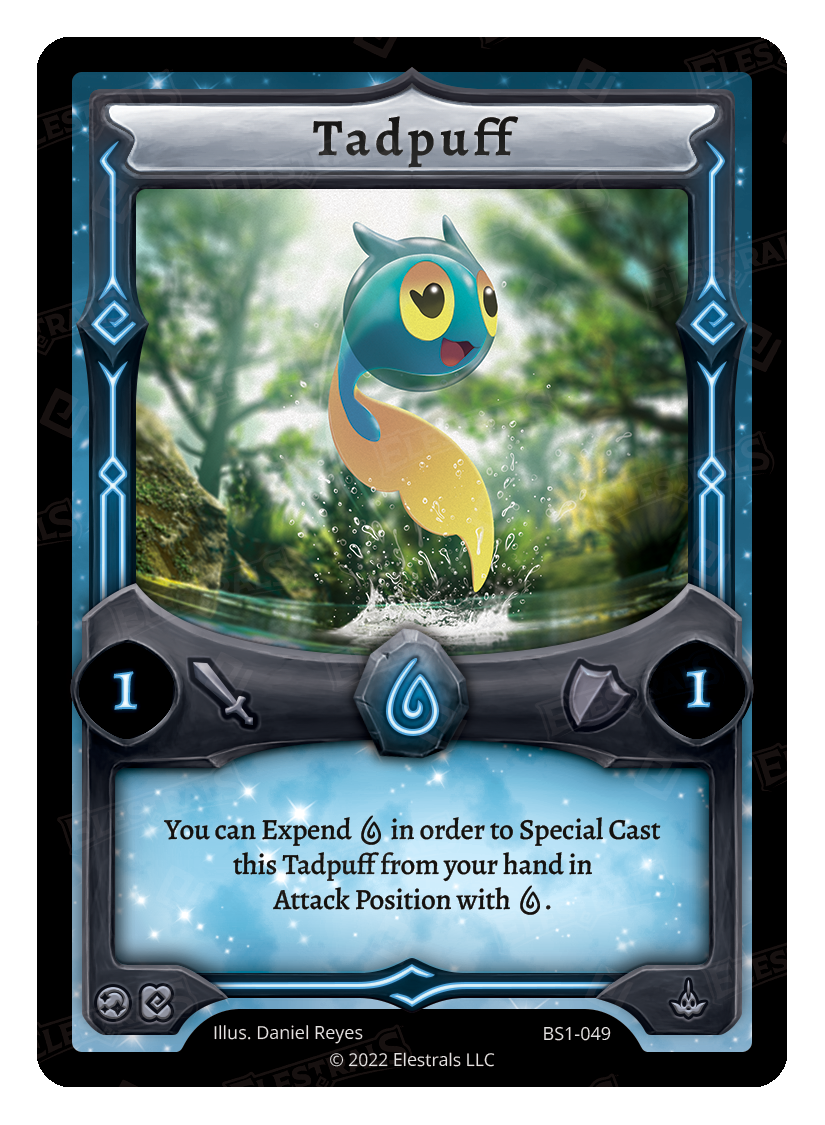 Tadpuff
1
1
You can Expend in order to Special Cast
this Tadpuff from your hand in
Attack Position with .
Illus. Daniel Reyes
BS1-049
© 2022 Elestrals LLC